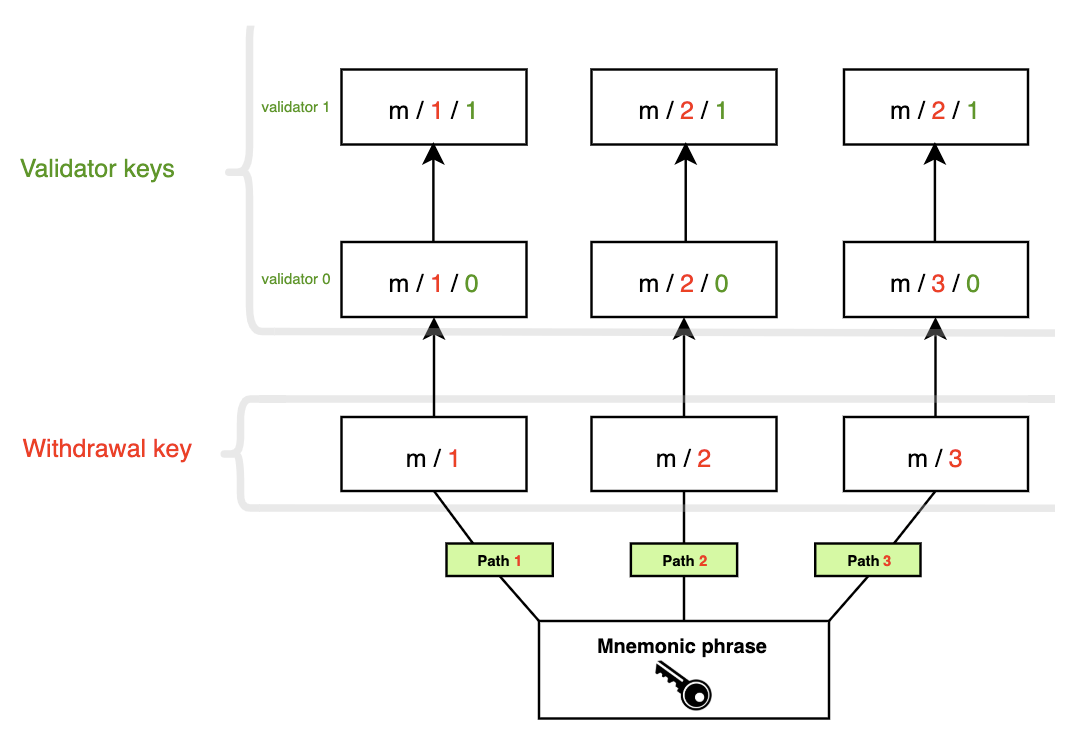 validator 1
m / 1 / 1
m / 2 / 1
m / 2 / 1
Validator keys
validator 0
m / 1 / 0
m / 2 / 0
m / 3 / 0
Withdrawal key
m / 1
m / 2
m / 3
Path 1
Path 2
Path 3
Mnemonic phrase